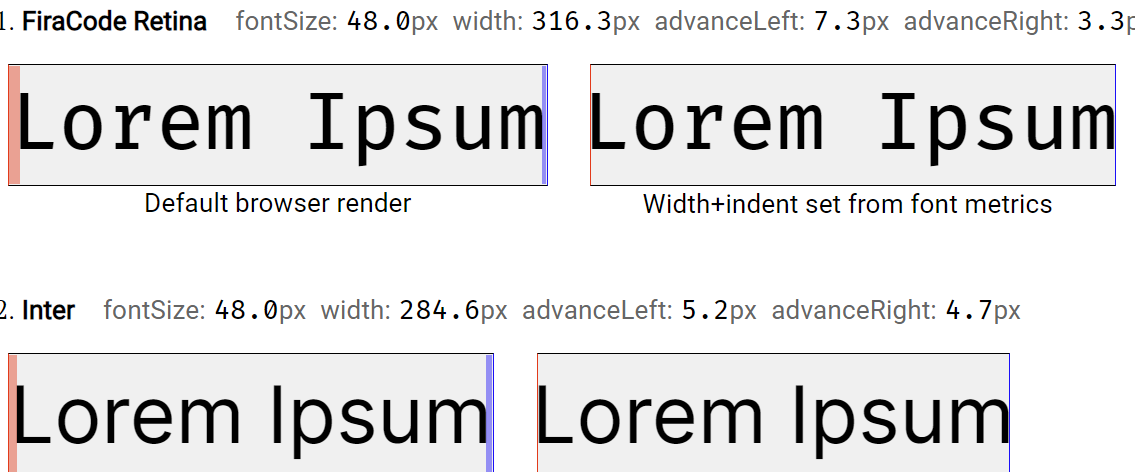 1. FiraCode Retina fontSize: 48.0px width: 316.3px advanceLeft: 7.3px advanceRight: 3.3p
Lorem Ipsum Lorem Ipsum
Default browser render Width+indent set from font metrics
2. Inter fontSize: 48.0px width: 284.6px advanceLeft: 5.2px advanceRight: 4.7px
Lorem Ipsum Lorem Ipsum